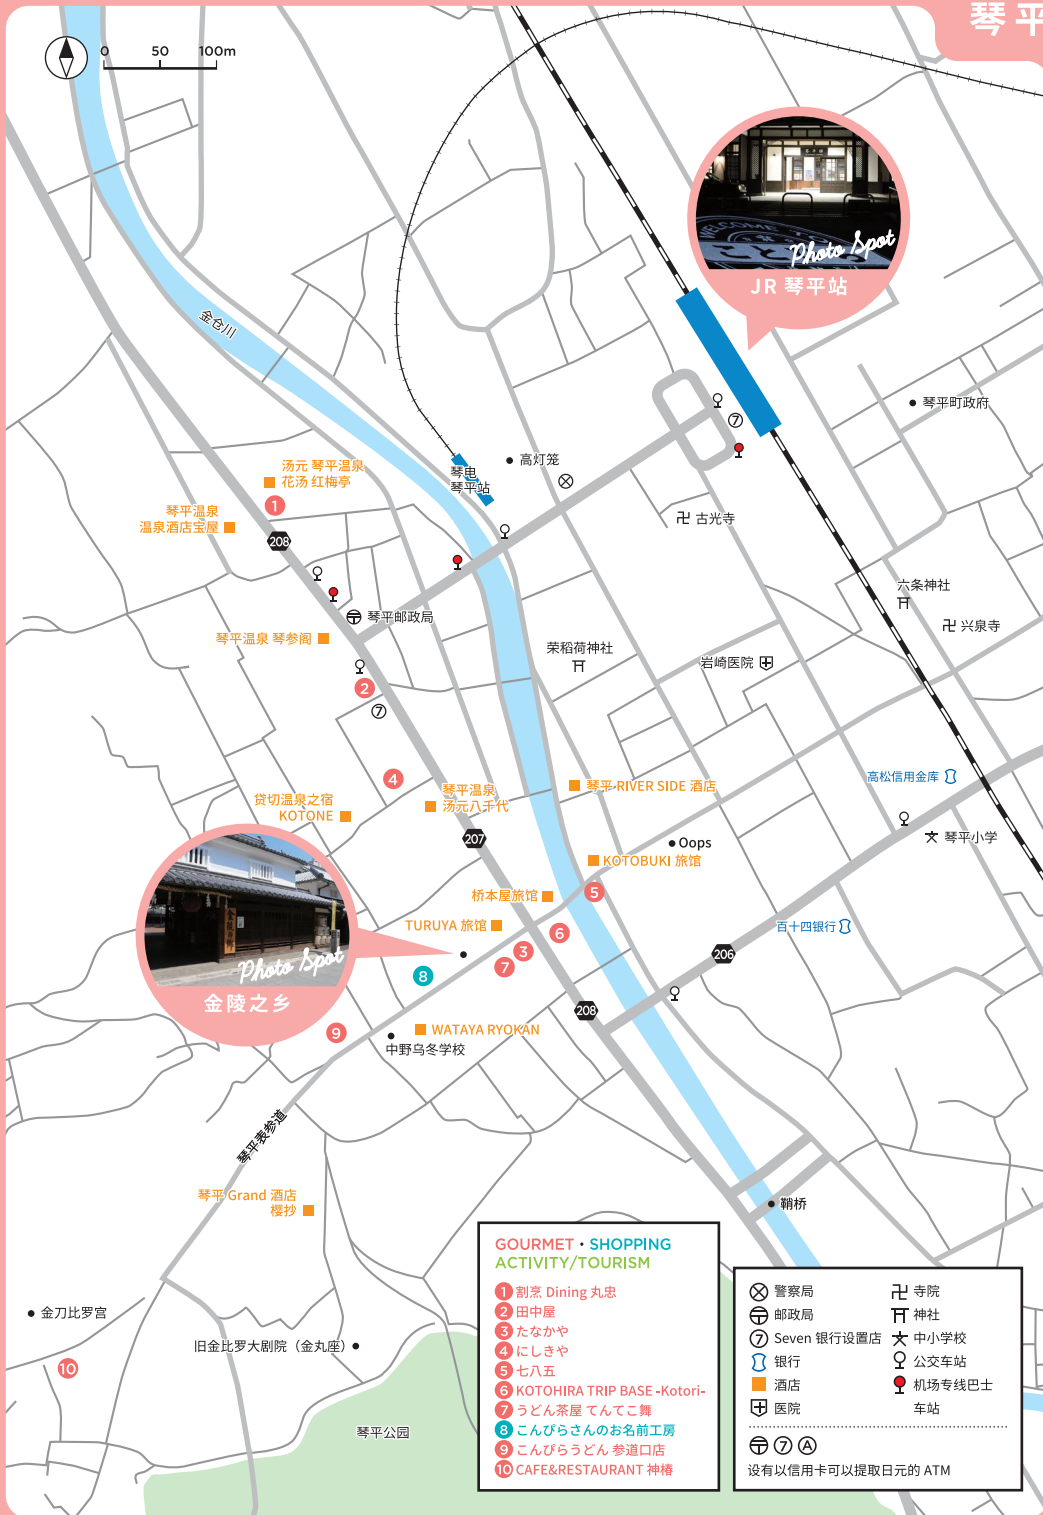 琴平
0 50 100m
金仓川
WELCOME
Photo Spot
JR 琴平站
琴平町政府
高灯笼
琴电
琴平站
汤元 琴平温泉
花汤 红梅亭
1
琴平温泉
温泉酒店宝屋
208
古光寺
7
六条神社
兴泉寺
琴平邮政局
琴平温泉 琴参阁
荣稻荷神社
岩崎医院
2
7
4
高松信用金库
琴平温泉
汤元八千代
琴平 RIVER SIDE 酒店
贷切温泉之宿
KOTONE
207
Oops
琴平小学
KOTOBUKI 旅馆
5
桥本屋旅馆
TURUYA 旅馆
6
百十四银行
3
7
206
8
Photo Spot
金陵之乡
208
9
WATAYA RYOKAN
中野乌冬学校
琴平表参道
琴平 Grand 酒店
樱抄
鞘桥
金刀比罗宫
10
旧金比罗大剧院（金丸座）
琴平公园
GOURMET・SHOPPING
ACTIVITY/TOURISM
1 割烹 Dining 丸忠
2 田中屋
3 たなかや
4 にしきや
5 七八五
6 KOTOHIRA TRIP BASE -Kotori-
7 うどん茶屋 てんてこ舞
8 こんぴらさんのお名前工房
9 こんぴらうどん 参道口店
10 CAFE&RESTAURANT 神椿
警察局
邮政局
7 Seven 银行设置店
银行
酒店
医院
寺院
神社
中小学校
公交车站
机场专线巴士
车站
7 A
设有以信用卡可以提取日元的 ATM